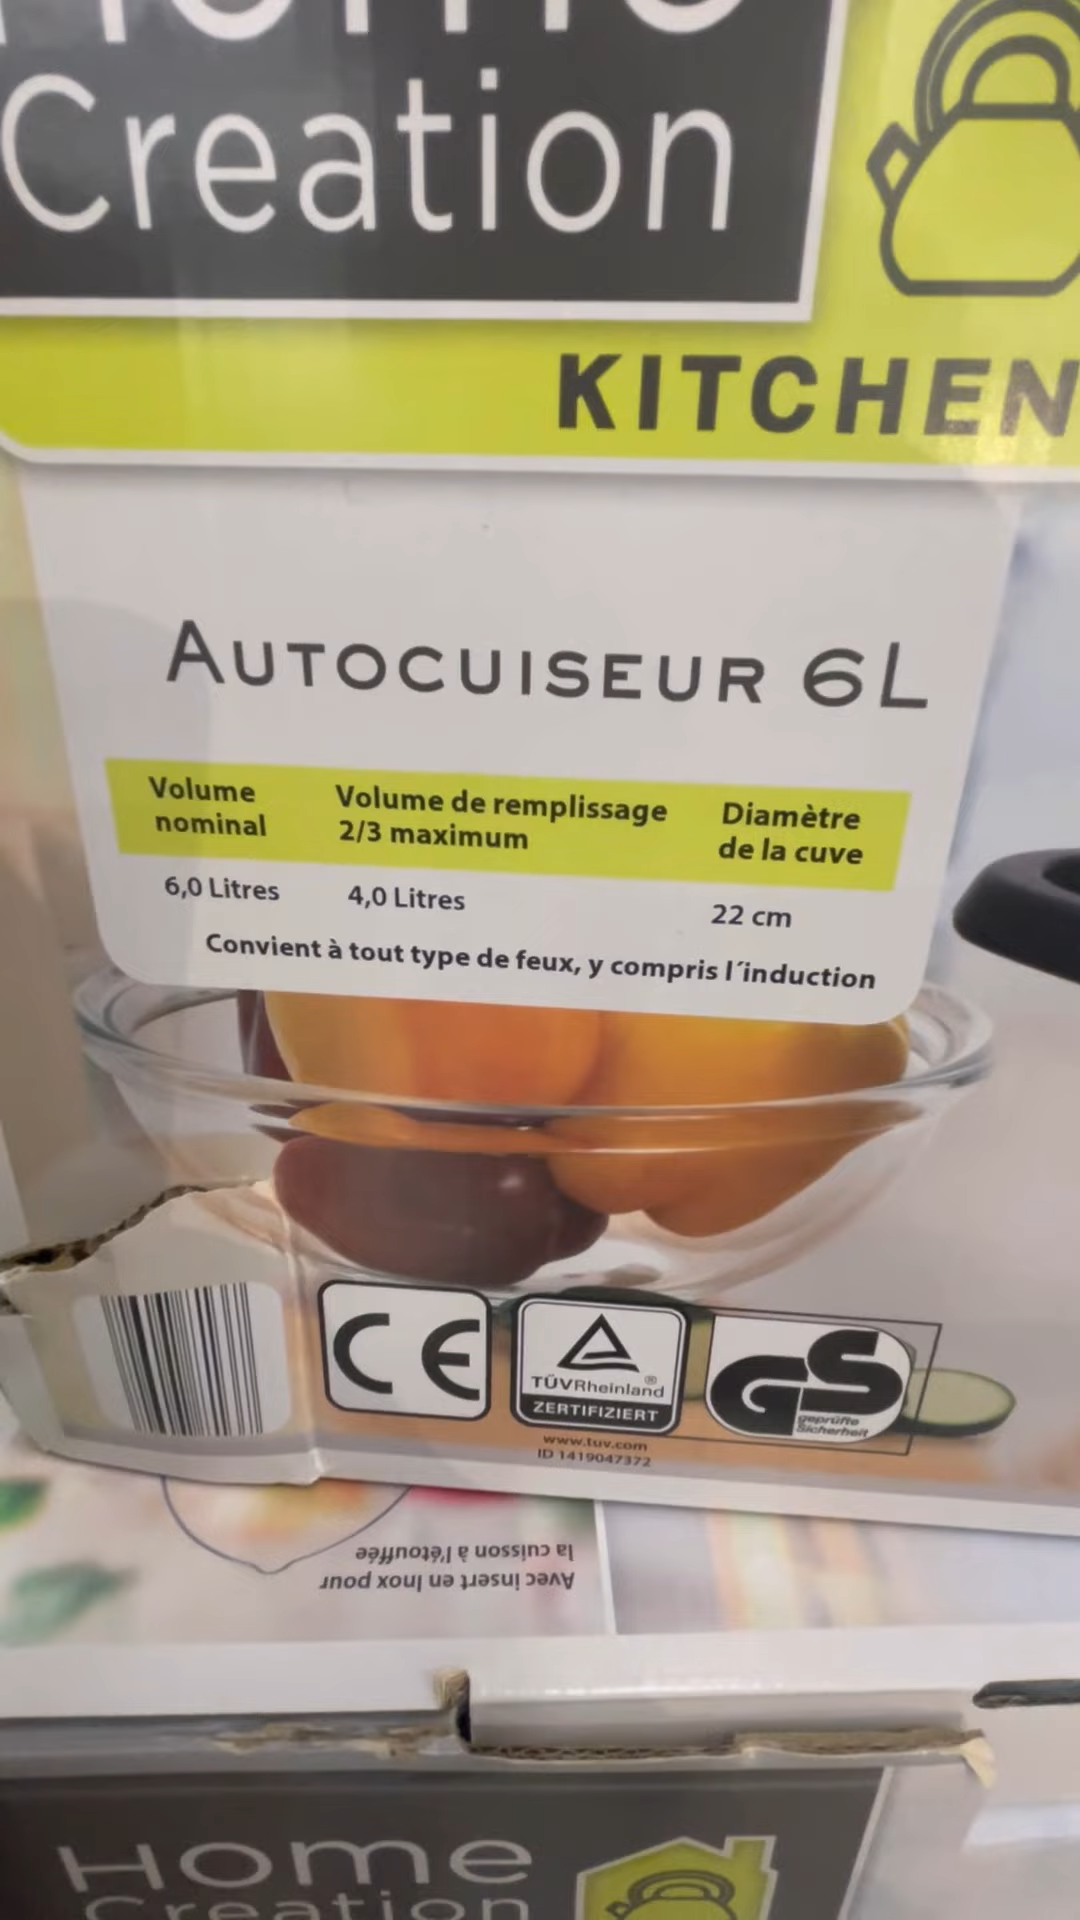 Home
Creation
KITCHEN
AUTOCUISEUR 6L
Volume nominal
Volume de remplissage 2/3 maximum
Diamètre de la cuve
6,0 Litres
4,0 Litres
22 cm
Convient à tout type de feux, y compris l´induction
CE
TÜVRheinland®
ZERTIFIZIERT
www.tuv.com
ID 1419047372
GS
geprüfte
Sicherheit
Avec insert en Inox pour
la cuisson à l'étouffée
Home
Creation